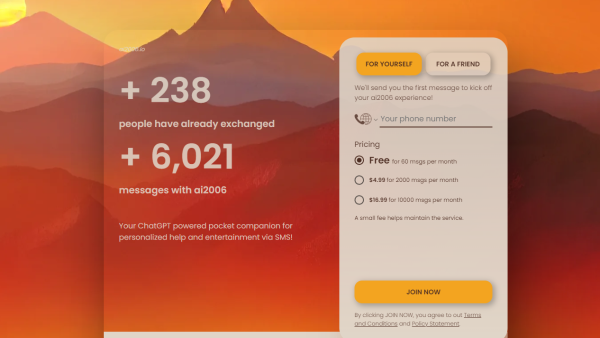 + 238
people have already exchanged
+ 6,021
messages with ai2006
Your ChatGPT powered pocket companion for
personalized help and entertainment via SMS!
FOR YOURSELF
FOR A FRIEND
We'll send you the first message to kick off
your ai2006 experience!
Your phone number
Pricing
Free for 60 msgs per month
$4.99 for 2000 msgs per month
$16.99 for 10000 msgs per month
A small fee helps maintain the service.
JOIN NOW
By clicking JOIN NOW, you agree to out Terms
and Conditions and Policy Statement.